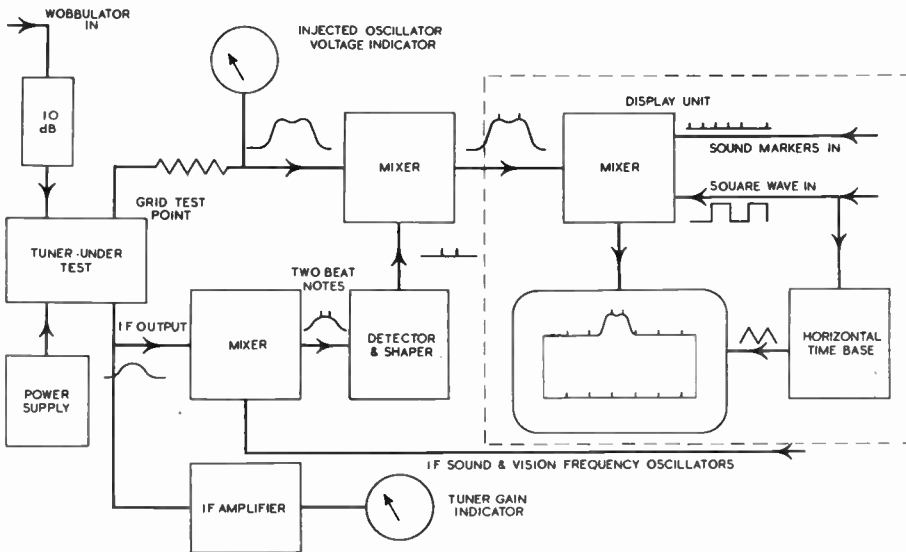 WOBBULATOR
IN
INJECTED OSCILLATOR
VOLTAGE INDICATOR
10
dB
DISPLAY UNIT
MIXER
MIXER
SOUND MARKERS IN
GRID TEST
POINT
SQUARE WAVE IN
TUNER-UNDER
TEST
TWO BEAT
NOTES
IF OUTPUT
MIXER
DETECTOR
& SHAPER
HORIZONTAL
TIME BASE
POWER
SUPPLY
IF SOUND & VISION FREQUENCY OSCILLATORS
IF AMPLIFIER
TUNER GAIN
INDICATOR